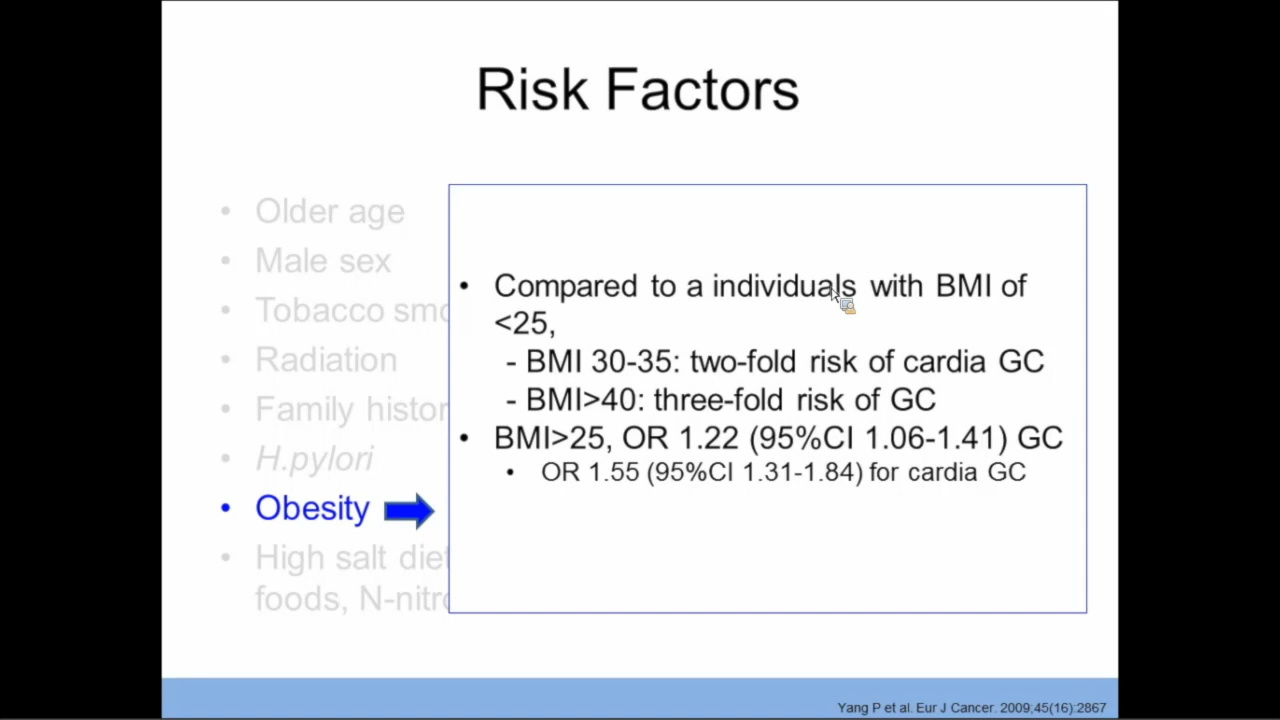 Risk Factors
• Older age
• Male sex
• Tobacco smo
• Radiation
• Family histor
• H.pylori
• Obesity
• High salt diet
foods, N-nitro
• Compared to a individuals with BMI of
<25,
- BMI 30-35: two-fold risk of cardia GC
- BMI>40: three-fold risk of GC
• BMI>25, OR 1.22 (95%CI 1.06-1.41) GC
• OR 1.55 (95%CI 1.31-1.84) for cardia GC
Yang P et al. Eur J Cancer. 2009;45(16):2867